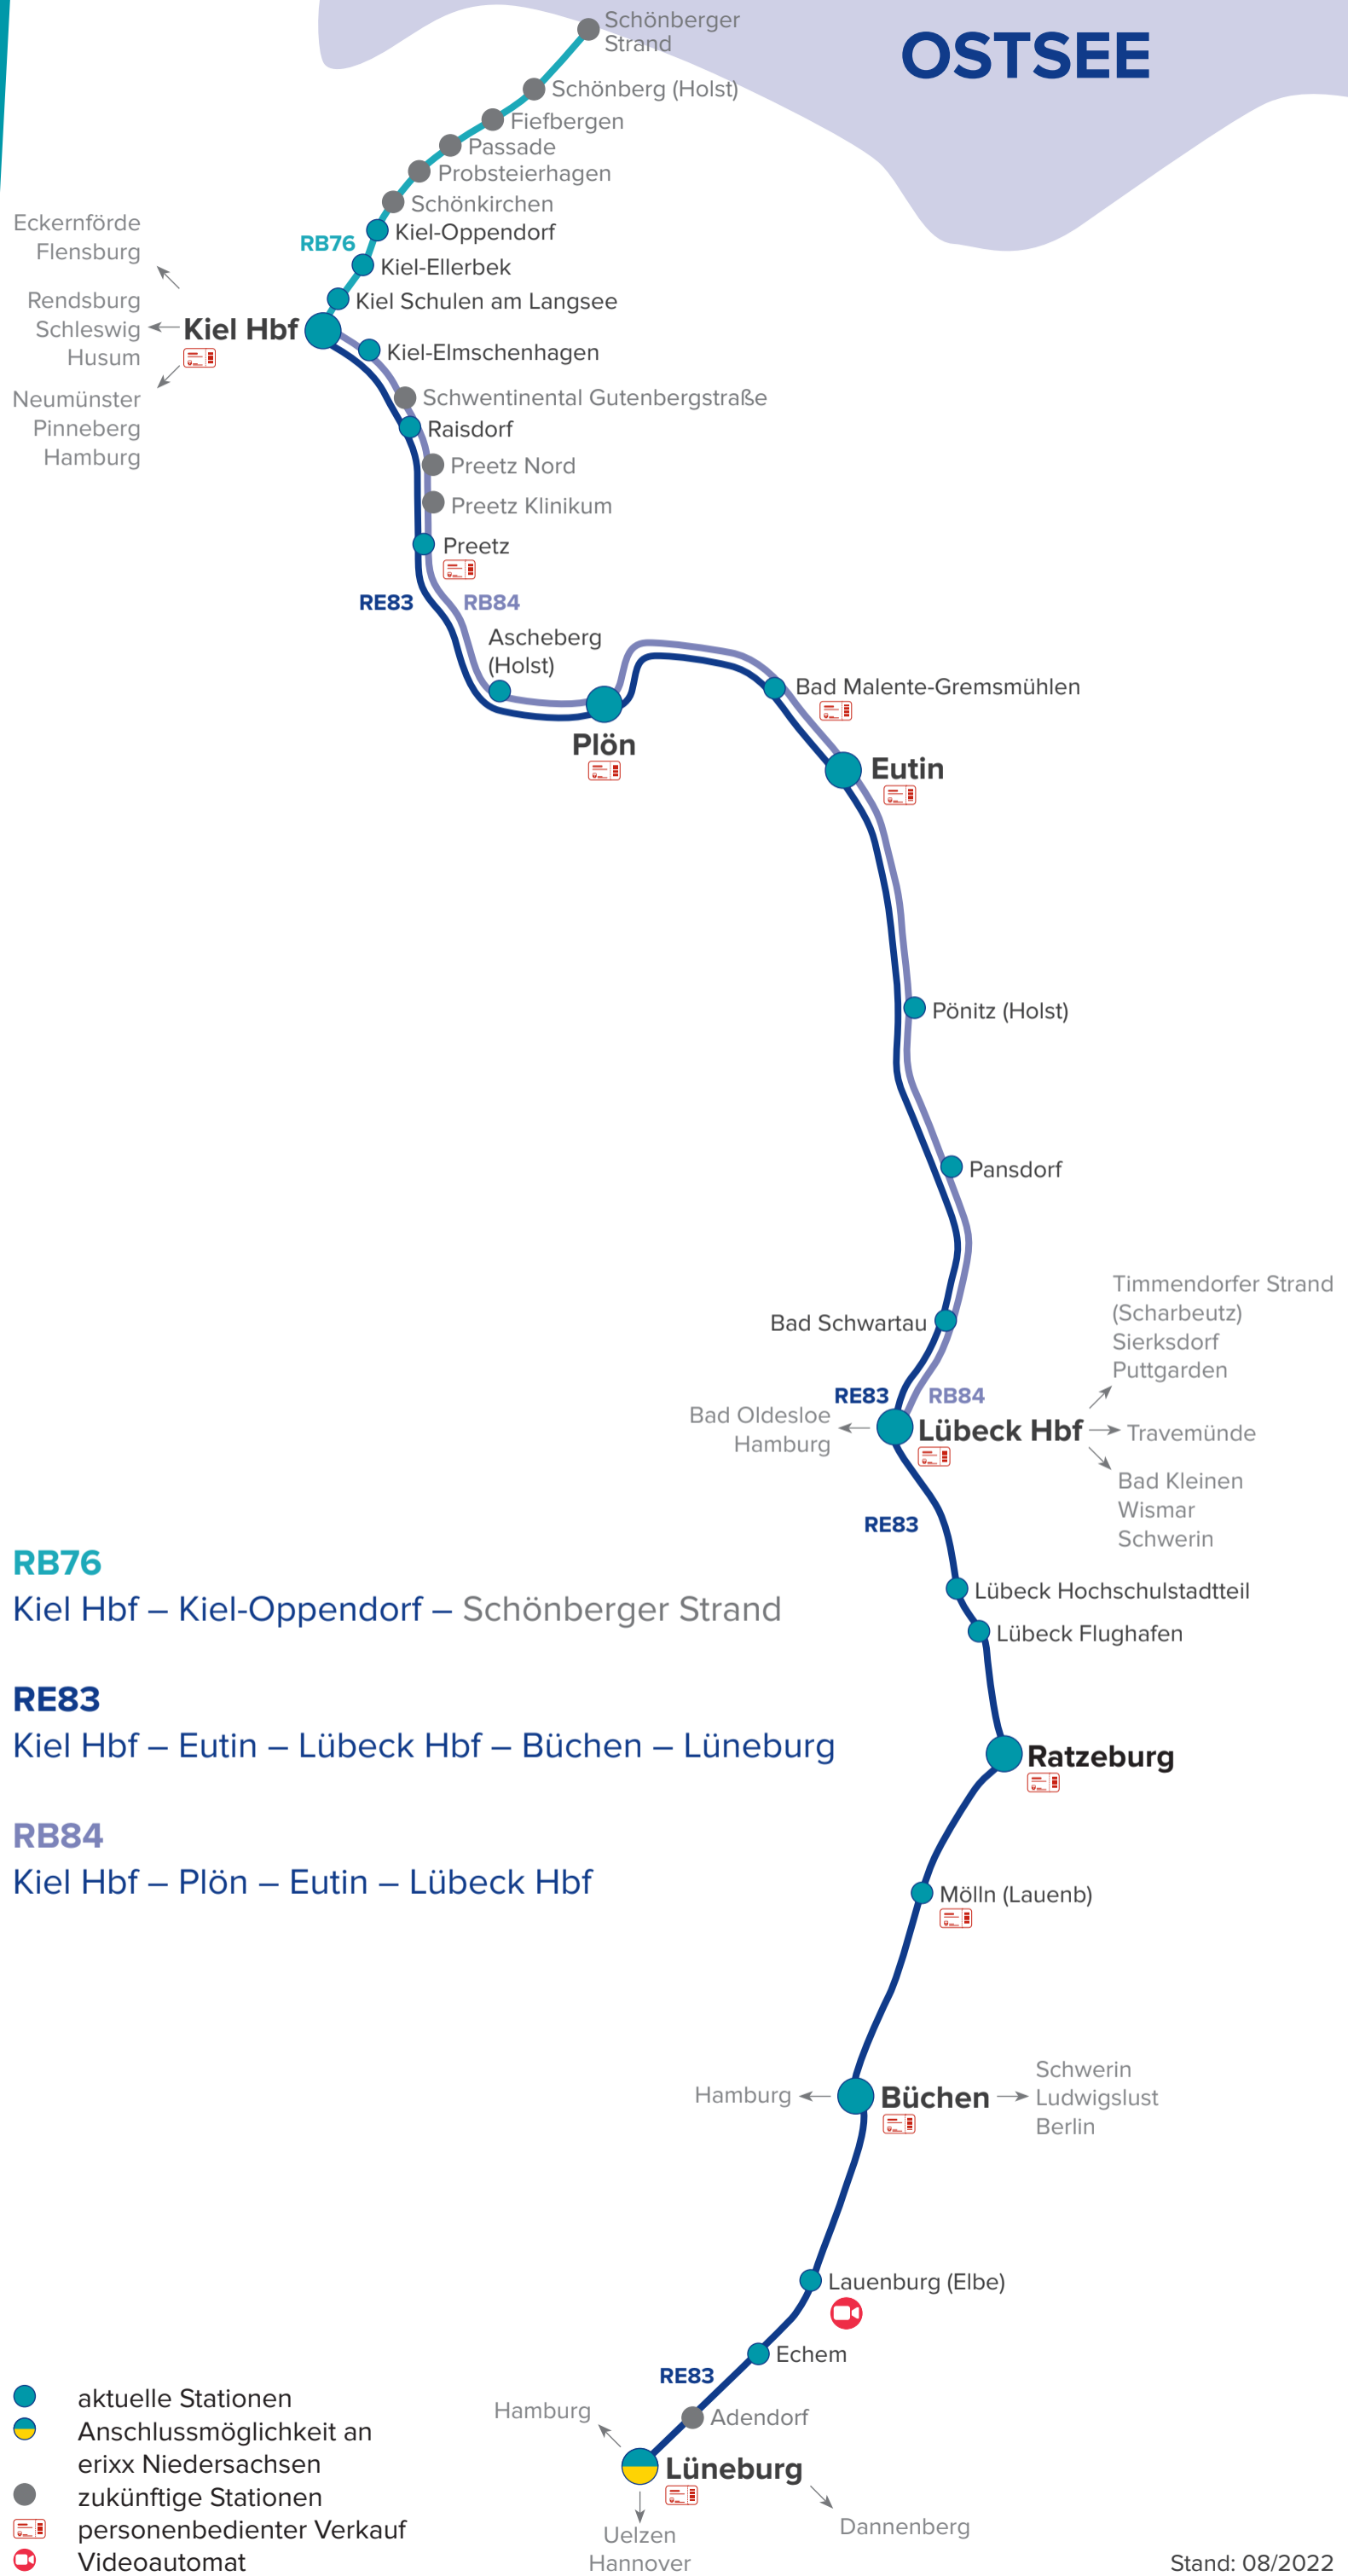 OSTSEE
Schönberger
Strand
Schönberg (Holst)
Fiefbergen
Passade
Probsteierhagen
Schönkirchen
Kiel-Oppendorf
RB76
Kiel-Ellerbek
Kiel Schulen am Langsee
Eckernförde
Flensburg
Rendsburg
Schleswig
Husum
Neumünster
Pinneberg
Hamburg
Kiel Hbf
Kiel-Elmschenhagen
Schwentinental Gutenbergstraße
Raisdorf
Preetz Nord
Preetz Klinikum
Preetz
RE83
RB84
Ascheberg
(Holst)
Plön
Bad Malente-Gremsmühlen
Eutin
Pönitz (Holst)
Pansdorf
Bad Schwartau
Timmendorfer Strand
(Scharbeutz)
Sierksdorf
Puttgarden
RE83
RB84
Bad Oldesloe
Hamburg
Lübeck Hbf
Travemünde
Bad Kleinen
Wismar
Schwerin
RE83
Lübeck Hochschulstadtteil
Lübeck Flughafen
RB76
Kiel Hbf – Kiel-Oppendorf – Schönberger Strand
RE83
Kiel Hbf – Eutin – Lübeck Hbf – Büchen – Lüneburg
RB84
Kiel Hbf – Plön – Eutin – Lübeck Hbf
Ratzeburg
Mölln (Lauenb)
Hamburg
Büchen
Schwerin
Ludwigslust
Berlin
Lauenburg (Elbe)
Echem
RE83
Adendorf
Hamburg
Lüneburg
Uelzen
Hannover
Dannenberg
aktuelle Stationen
Anschlussmöglichkeit an
erixx Niedersachsen
zukünftige Stationen
personenbedienter Verkauf
Videoautomat
Stand: 08/2022